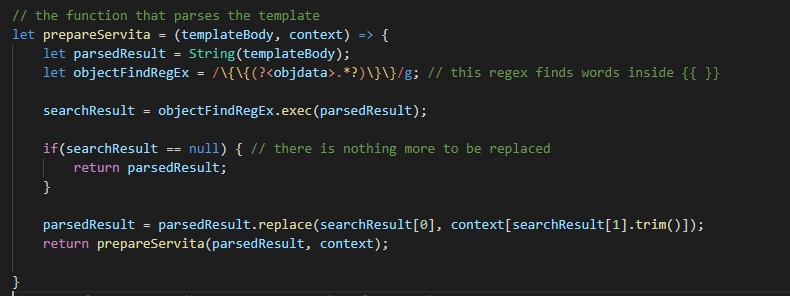 // the function that parses the template
let prepareServita = (templateBody, context) => {
let parsedResult = String(templateBody);
let objectFindRegEx = /\{\{(?<objdata>.*?)\}\}/g; // this regex finds words inside {{ }}
searchResult = objectFindRegEx.exec(parsedResult);
if(searchResult == null) { // there is nothing more to be replaced
return parsedResult;
}
parsedResult = parsedResult.replace(searchResult[0], context[searchResult[1].trim()]);
return prepareServita(parsedResult, context);
}